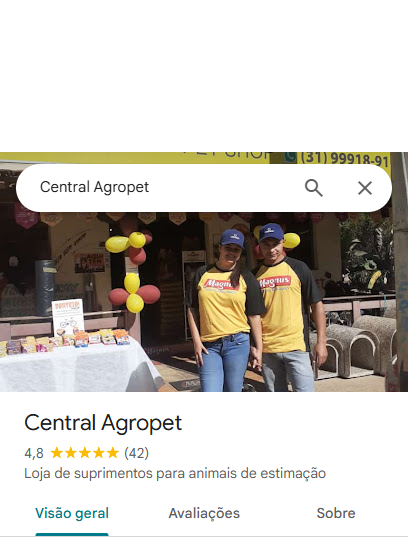 PET SHOP (31) 99918-91
Central Agropet
Magnus
Magnus
Central Agropet
4,8 (42)
Loja de suprimentos para animais de estimação
Visão geral Avaliações Sobre